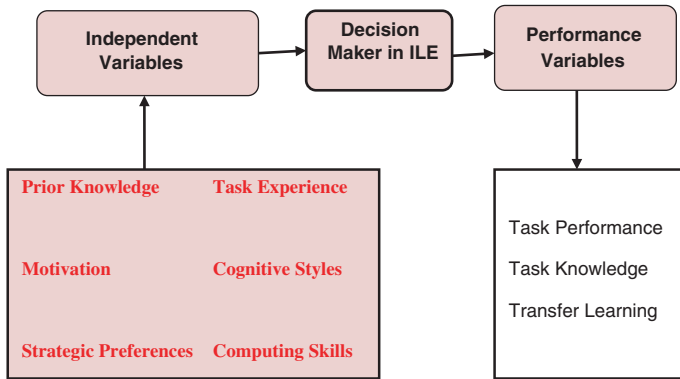 Independent
Variables
Decision
Maker in ILE
Performance
Variables
Prior Knowledge
Task Experience
Motivation
Cognitive Styles
Strategic Preferences
Computing Skills
Task Performance
Task Knowledge
Transfer Learning